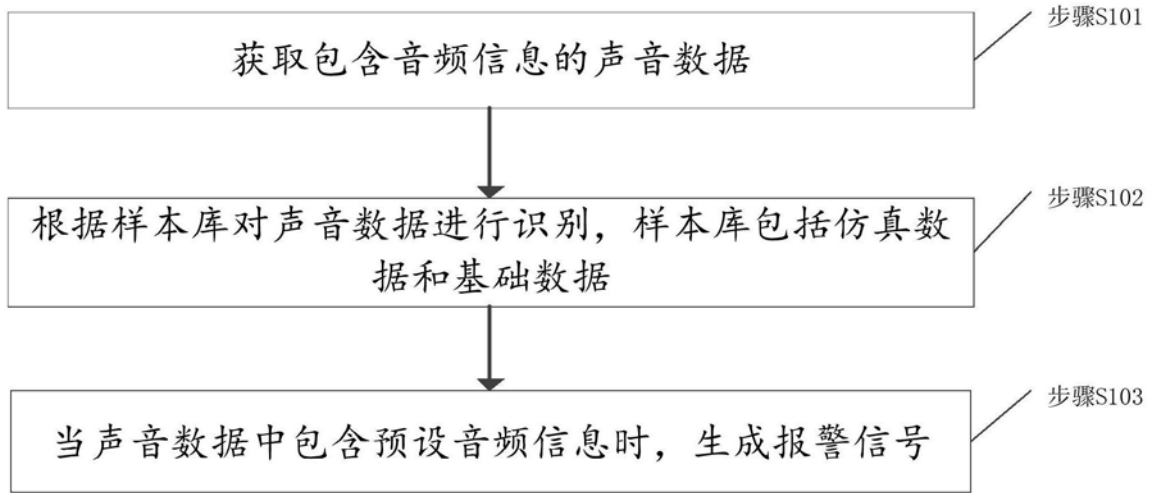 步骤S101
获取包含音频信息的声音数据
步骤S102
根据样本库对声音数据进行识别，样本库包括仿真数
据和基础数据
步骤S103
当声音数据中包含预设音频信息时，生成报警信号